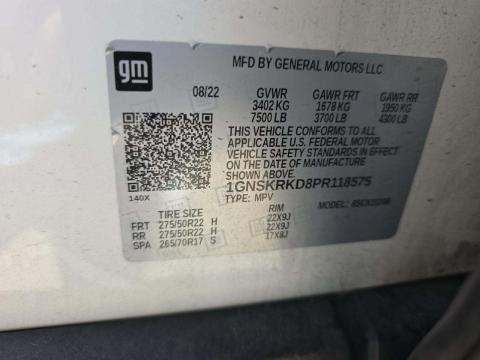 gm
MFD BY GENERAL MOTORS LLC
08/22 GVWR GAWR FRT GAWR RR
3402 KG 1678 KG 1950 KG
7500 LB 3700 LB 4300 LB
THIS VEHICLE CONFORMS TO ALL
APPLICABLE U.S. FEDERAL MOTOR
VEHICLE SAFETY STANDARDS IN EFFECT
ON THE DATE OF MANUFACTURE
SHOWN ABOVE.
1GNSKRKD8PR118575
140X TYPE: MPV MODEL:
TIRE SIZE RIM
FRT 275/50R22 H 22X9J
RR 275/50R22 H 22X9J
SPA 265/70R17 S 17X8J